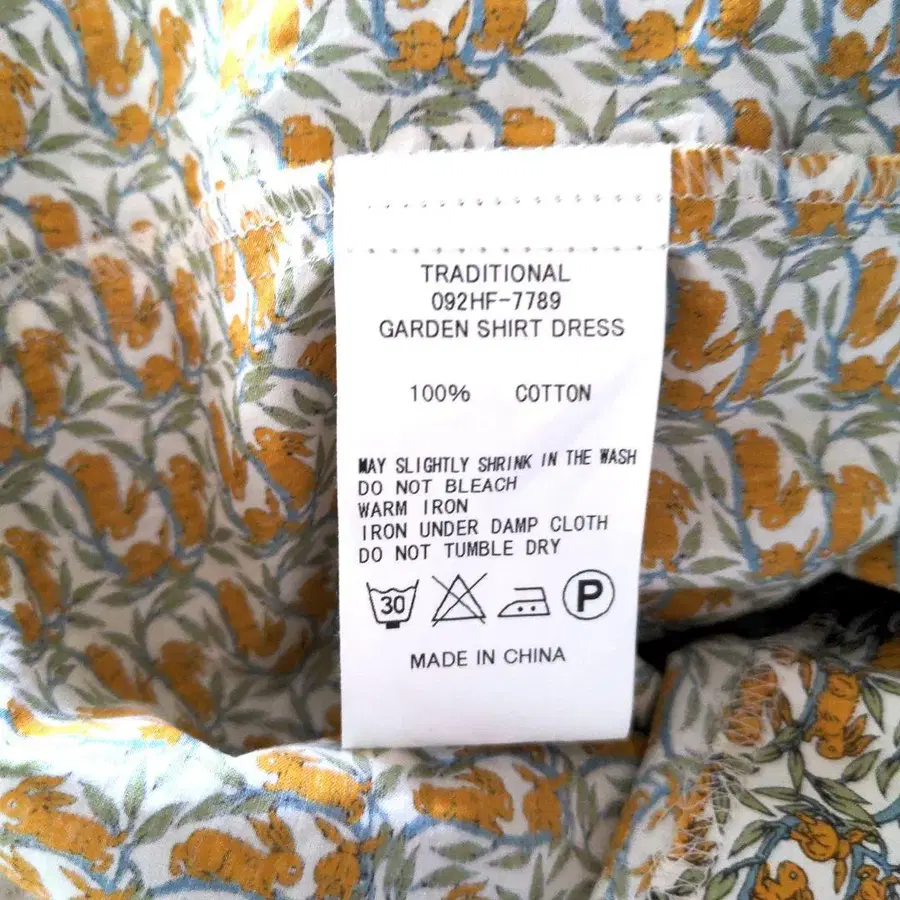 TRADITIONAL
092HF-7789
GARDEN SHIRT DRESS
100% COTTON
MAY SLIGHTLY SHRINK IN THE WASH
DO NOT BLEACH
WARM IRON
IRON UNDER DAMP CLOTH
DO NOT TUMBLE DRY
30 P
MADE IN CHINA